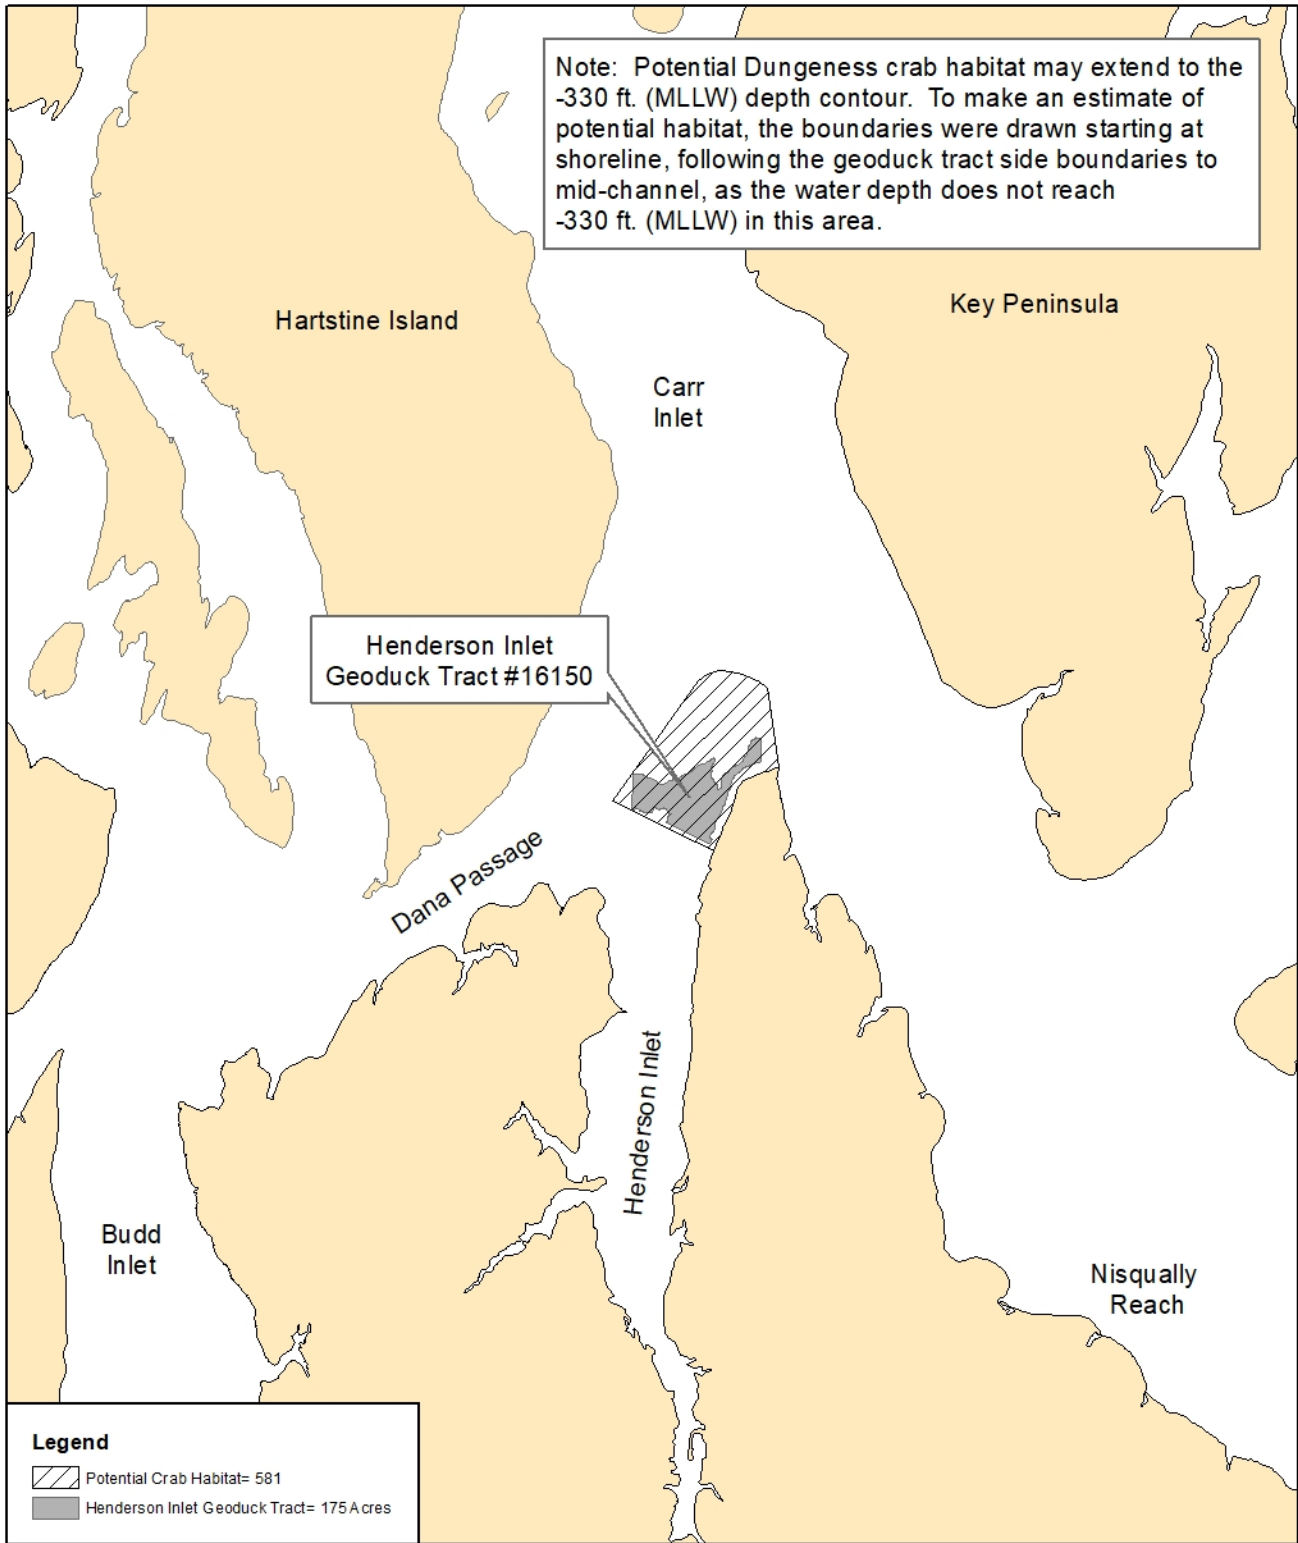 Note:  Potential Dungeness crab habitat may extend to the
-330 ft. (MLLW) depth contour.  To make an estimate of
potential habitat, the boundaries were drawn starting at
shoreline, following the geoduck tract side boundaries to
mid-channel, as the water depth does not reach
-330 ft. (MLLW) in this area.
Hartstine Island
Key Peninsula
Carr
Inlet
Henderson Inlet
Geoduck Tract #16150
Dana Passage
Henderson Inlet
Budd
Inlet
Nisqually
Reach
Legend
Potential Crab Habitat= 581
Henderson Inlet Geoduck Tract= 175 Acres